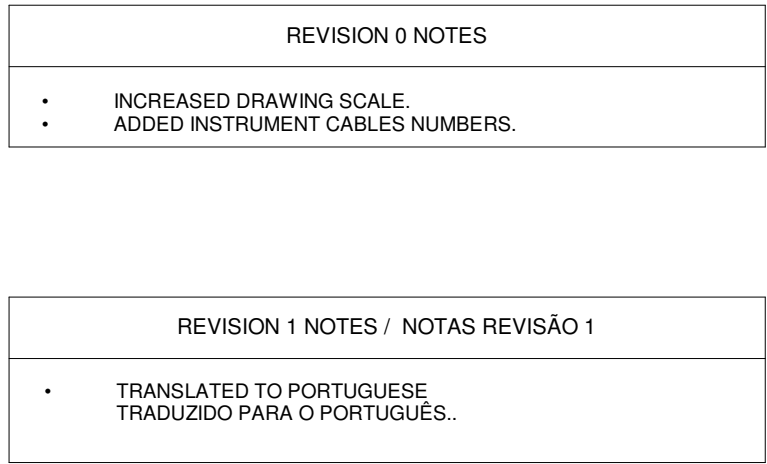 REVISION 0 NOTES
• INCREASED DRAWING SCALE.
• ADDED INSTRUMENT CABLES NUMBERS.
REVISION 1 NOTES / NOTAS REVISÃO 1
• TRANSLATED TO PORTUGUESE
TRADUZIDO PARA O PORTUGUÊS..